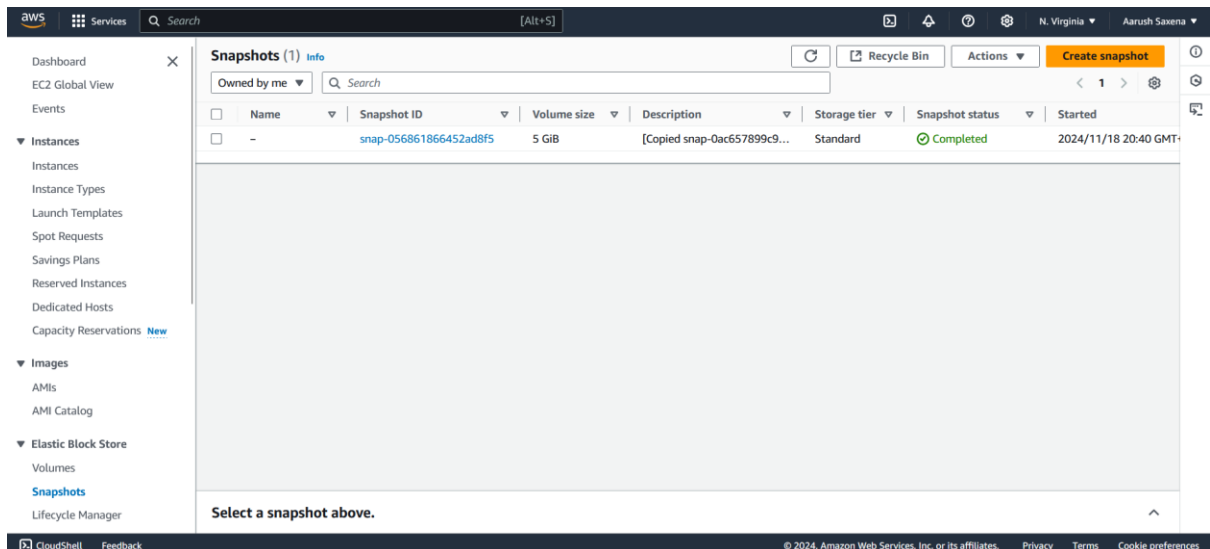 aws Services Search [Alt+S] N. Virginia Aarush Saxena
Dashboard
EC2 Global View
Events
Instances
Instances
Instance Types
Launch Templates
Spot Requests
Savings Plans
Reserved Instances
Dedicated Hosts
Capacity Reservations New
Images
AMIs
AMI Catalog
Elastic Block Store
Volumes
Snapshots
Lifecycle Manager
Snapshots (1) Info Recycle Bin Actions Create snapshot
Owned by me Search 1
Name Snapshot ID Volume size Description Storage tier Snapshot status Started
– snap-056861866452ad8f5 5 GiB [Copied snap-0ac657899c9... Standard Completed 2024/11/18 20:40 GMT+
Select a snapshot above.
CloudShell Feedback © 2024, Amazon Web Services, Inc. or its affiliates. Privacy Terms Cookie preferences